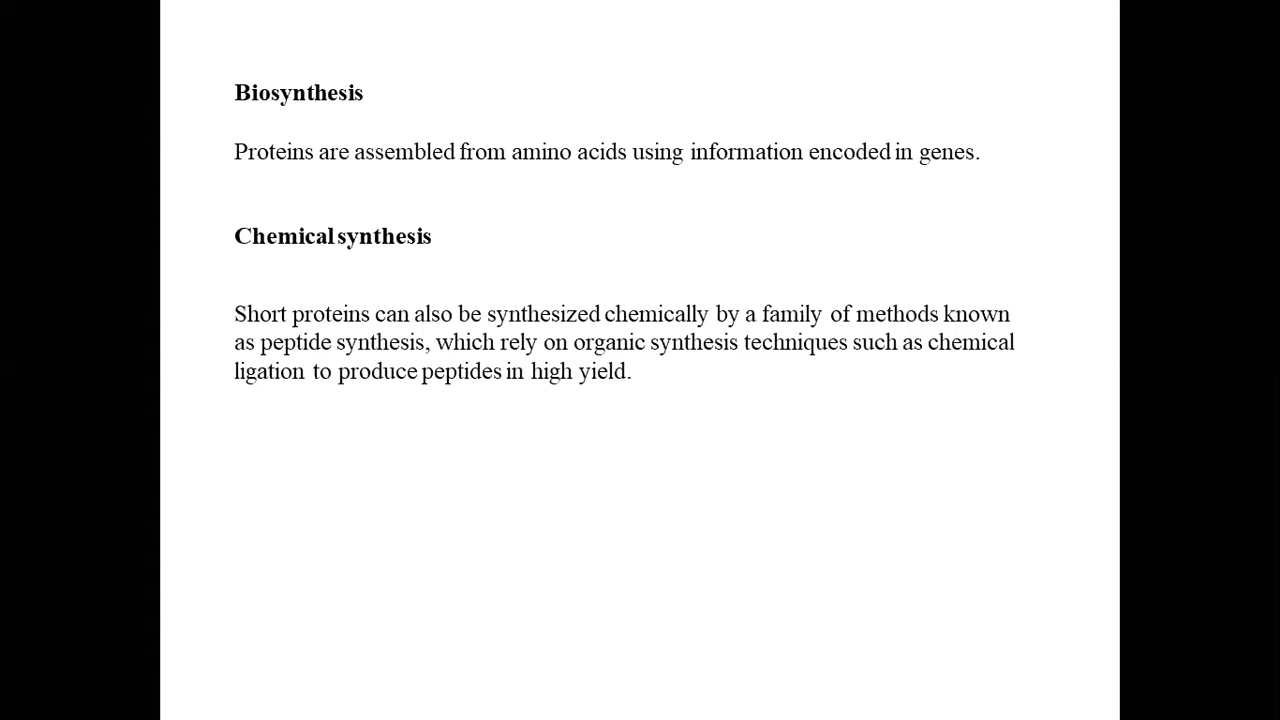 Biosynthesis
Proteins are assembled from amino acids using information encoded in genes.
Chemical synthesis
Short proteins can also be synthesized chemically by a family of methods known
as peptide synthesis, which rely on organic synthesis techniques such as chemical
ligation to produce peptides in high yield.